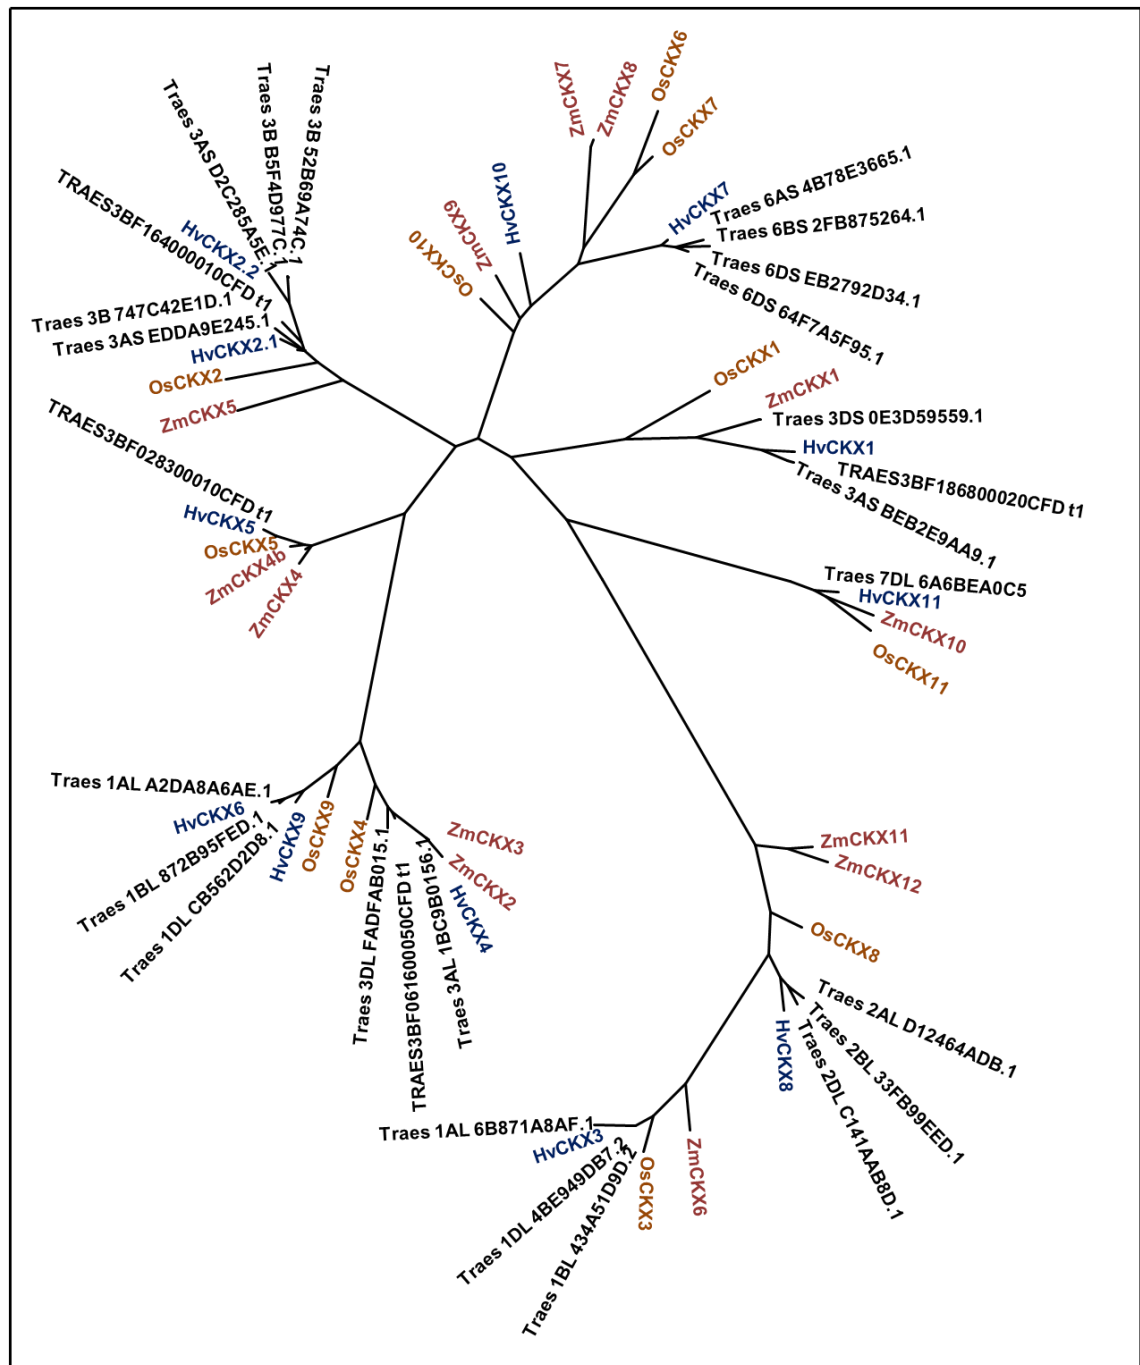 OsCKX6
ZmCKX7
ZmCKX8
OsCKX7
Traes 3B 52B69A74C.1
Traes 3B B5F4D977C.1
Traes 3AS D2C285A5E.1
TRAES3BF164000010CFD t1
HvCKX2.2
Traes 3B 747C42E1D.1
Traes 3AS EDDA9E245.1
HvCKX2.1
OsCKX2
ZmCKX5
HvCKX10
ZmCKX9
OsCKX10
HvCKX7
Traes 6AS 4B78E3665.1
Traes 6BS 2FB875264.1
Traes 6DS EB2792D34.1
Traes 6DS 64F7A5F95.1
OsCKX1
ZmCKX1
Traes 3DS 0E3D59559.1
HvCKX1
TRAES3BF186800020CFD t1
Traes 3AS BEB2E9AA9.1
TRAES3BF028300010CFD t1
HvCKX5
OsCKX5
ZmCKX4b
ZmCKX4
Traes 7DL 6A6BEA0C5
HvCKX11
ZmCKX10
OsCKX11
Traes 1AL A2DA8A6AE.1
HvCKX6
Traes 1BL 872B95FED.1
Traes 1DL CB562D2D8.1
HvCKX9
OsCKX9
OsCKX4
Traes 3DL FADFAB015.1
TRAES3BF061600050CFD t1
Traes 3AL 1BC9B0156.1
ZmCKX3
ZmCKX2
HvCKX4
ZmCKX11
ZmCKX12
OsCKX8
Traes 2AL D12464ADB.1
Traes 2BL 33FB99EED.1
Traes 2DL C141AAB8D.1
HvCKX8
Traes 1AL 6B871A8AF.1
HvCKX3
Traes 1DL 4BE949DB7.2
Traes 1BL 434A51D9D.2
OsCKX3
ZmCKX6